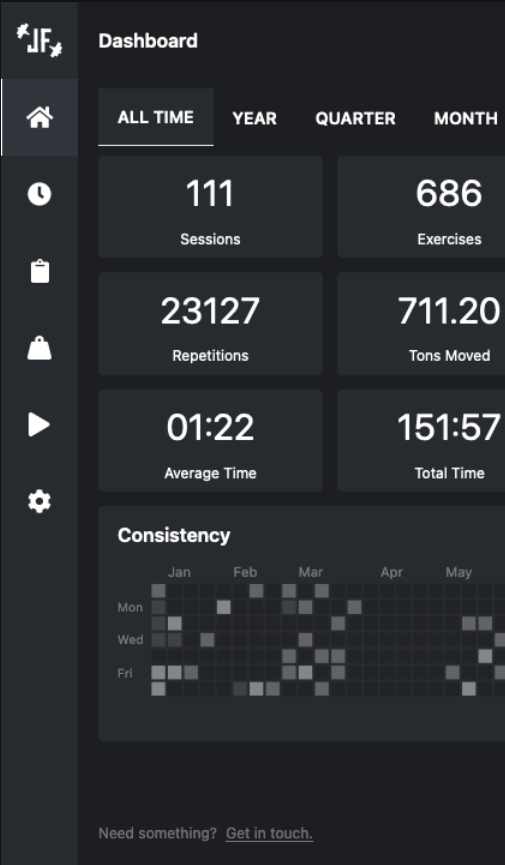 JF
Dashboard
ALL TIME YEAR QUARTER MONTH
111 686
Sessions Exercises
23127 711.20
Repetitions Tons Moved
01:22 151:57
Average Time Total Time
Consistency
Jan Feb Mar Apr May
Mon
Wed
Fri
Need something? Get in touch.